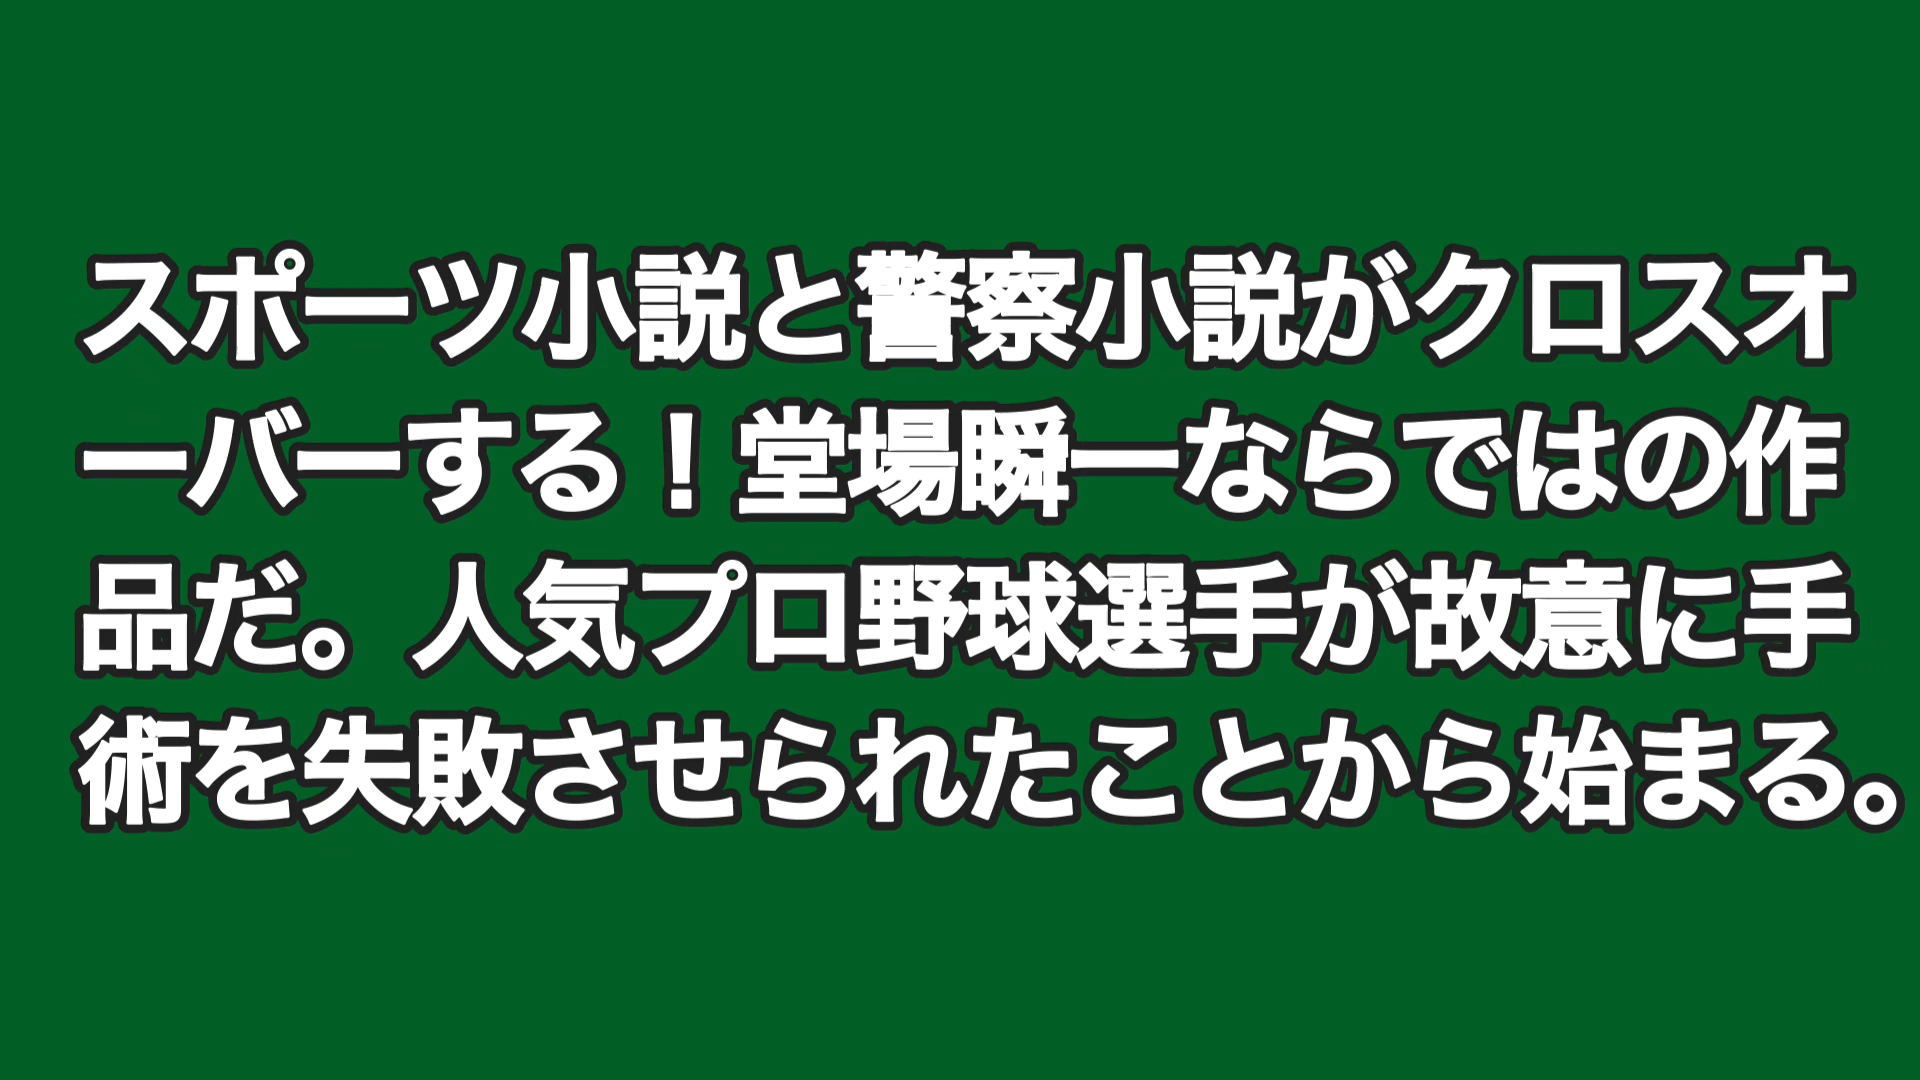 スポーツ小説と警察小説がクロスオ
ーバーする！堂場瞬一ならではの作
品だ。人気プロ野球選手が故意に手
術を失敗させられたことから始まる。